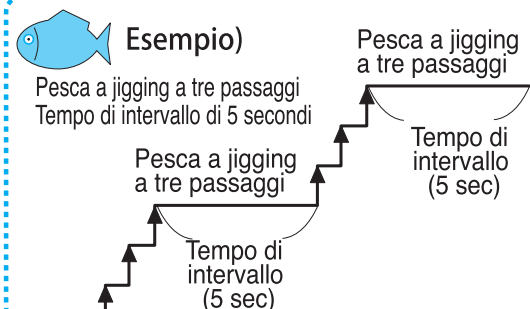 Esempio)
Pesca a jigging a tre passaggi
Tempo di intervallo di 5 secondi
Pesca a jigging
a tre passaggi
Tempo di
intervallo
(5 sec)
Pesca a jigging
a tre passaggi
Tempo di
intervallo
(5 sec)